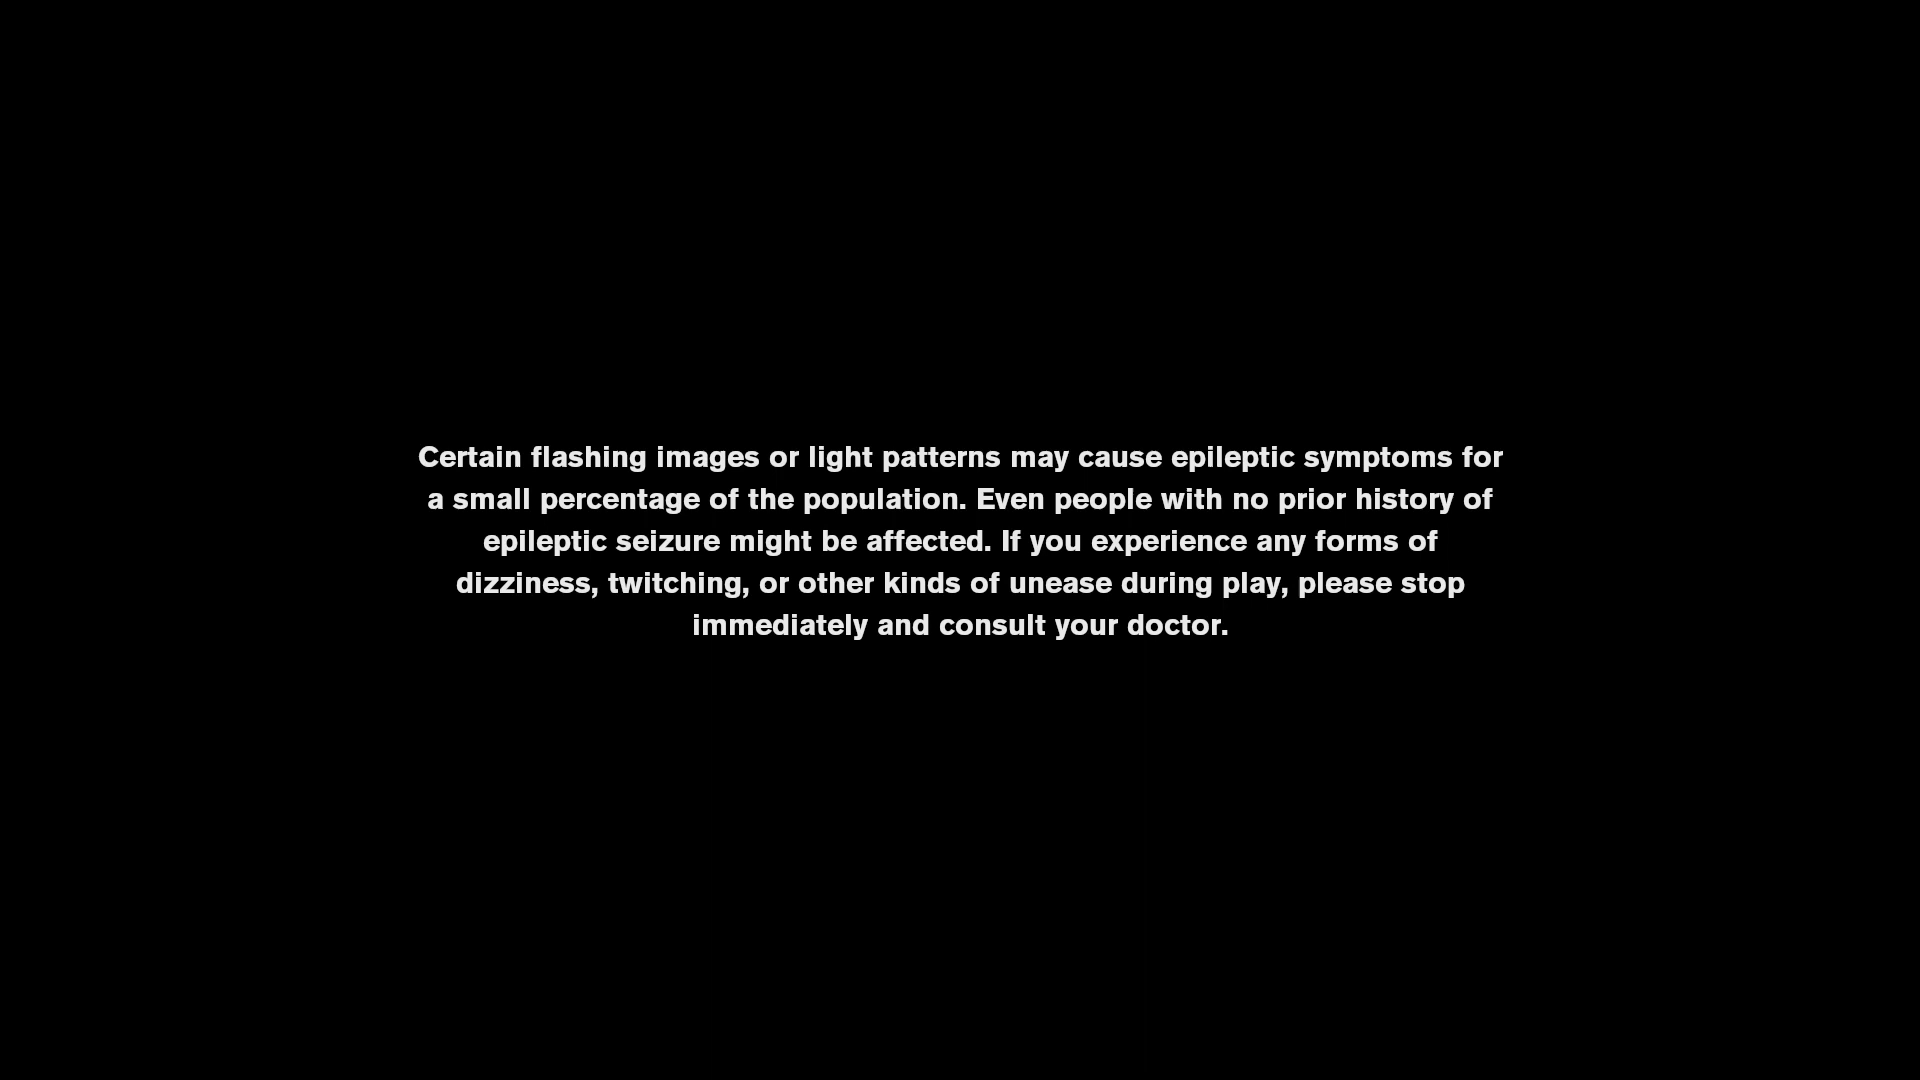 Certain flashing images or light patterns may cause epileptic symptoms for
a small percentage of the population. Even people with no prior history of
epileptic seizure might be affected. If you experience any forms of
dizziness, twitching, or other kinds of unease during play, please stop
immediately and consult your doctor.